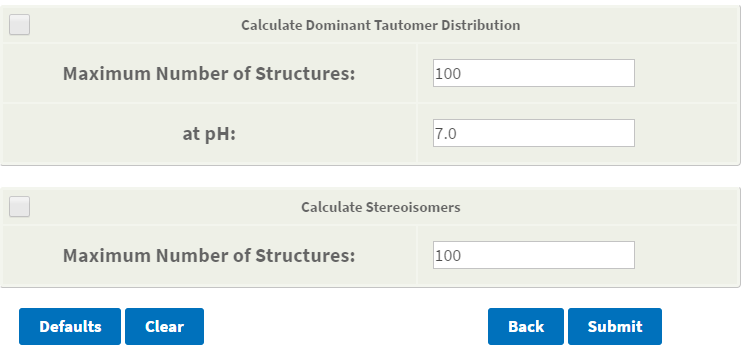 Calculate Dominant Tautomer Distribution
Maximum Number of Structures: 100
at pH: 7.0
Calculate Stereoisomers
Maximum Number of Structures: 100
Defaults Clear Back Submit